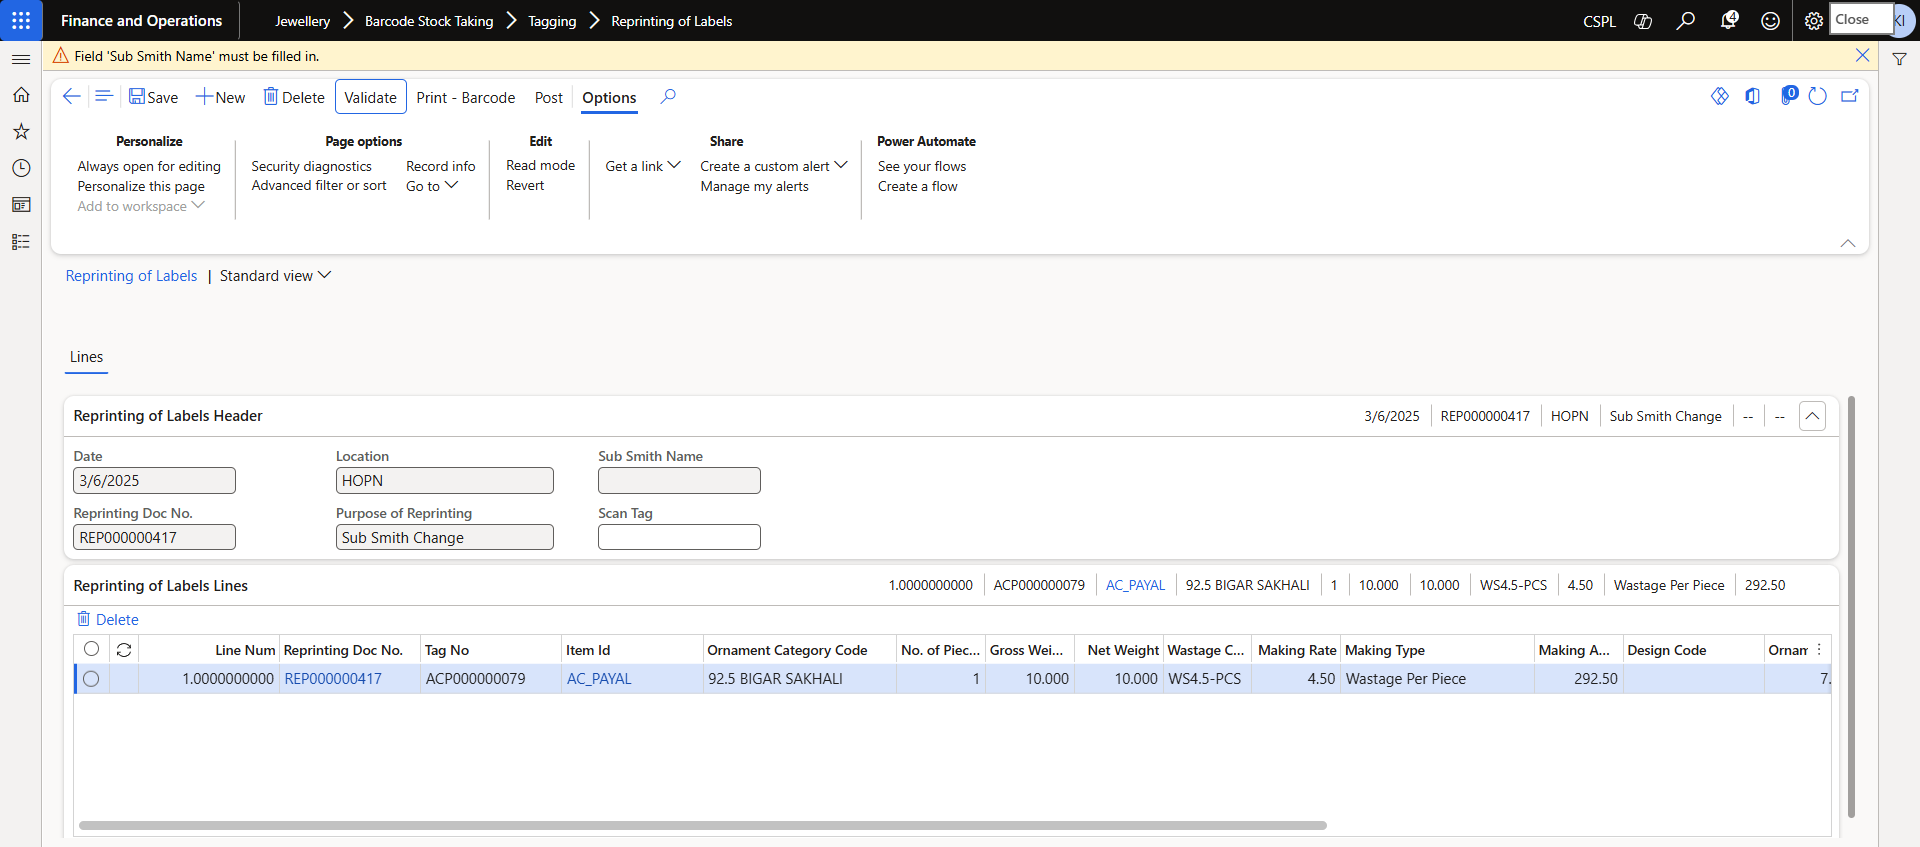 Finance and Operations
Jewellery
Barcode Stock Taking
Tagging
Reprinting of Labels
CSPL
4
Close
KI
Field 'Sub Smith Name' must be filled in.
Save
New
Delete
Validate
Print - Barcode
Post
Options
0
Personalize
Always open for editing
Personalize this page
Add to workspace
Page options
Security diagnostics
Advanced filter or sort
Record info
Go to
Edit
Read mode
Revert
Share
Get a link
Create a custom alert
Manage my alerts
Power Automate
See your flows
Create a flow
Reprinting of Labels | Standard view
Lines
Reprinting of Labels Header
3/6/2025
REP000000417
HOPN
Sub Smith Change
--
--
Date
3/6/2025
Location
HOPN
Sub Smith Name
Reprinting Doc No.
REP000000417
Purpose of Reprinting
Sub Smith Change
Scan Tag
Reprinting of Labels Lines
1.0000000000
ACP000000079
AC_PAYAL
92.5 BIGAR SAKHALI
1
10.000
10.000
WS4.5-PCS
4.50
Wastage Per Piece
292.50
Delete
Line Num Reprinting Doc No. Tag No Item Id Ornament Category Code No. of Piec... Gross Wei... Net Weight Wastage C... Making Rate Making Type Making A... Design Code Ornam
1.0000000000 REP000000417 ACP000000079 AC_PAYAL 92.5 BIGAR SAKHALI 1 10.000 10.000 WS4.5-PCS 4.50 Wastage Per Piece 292.50 7.